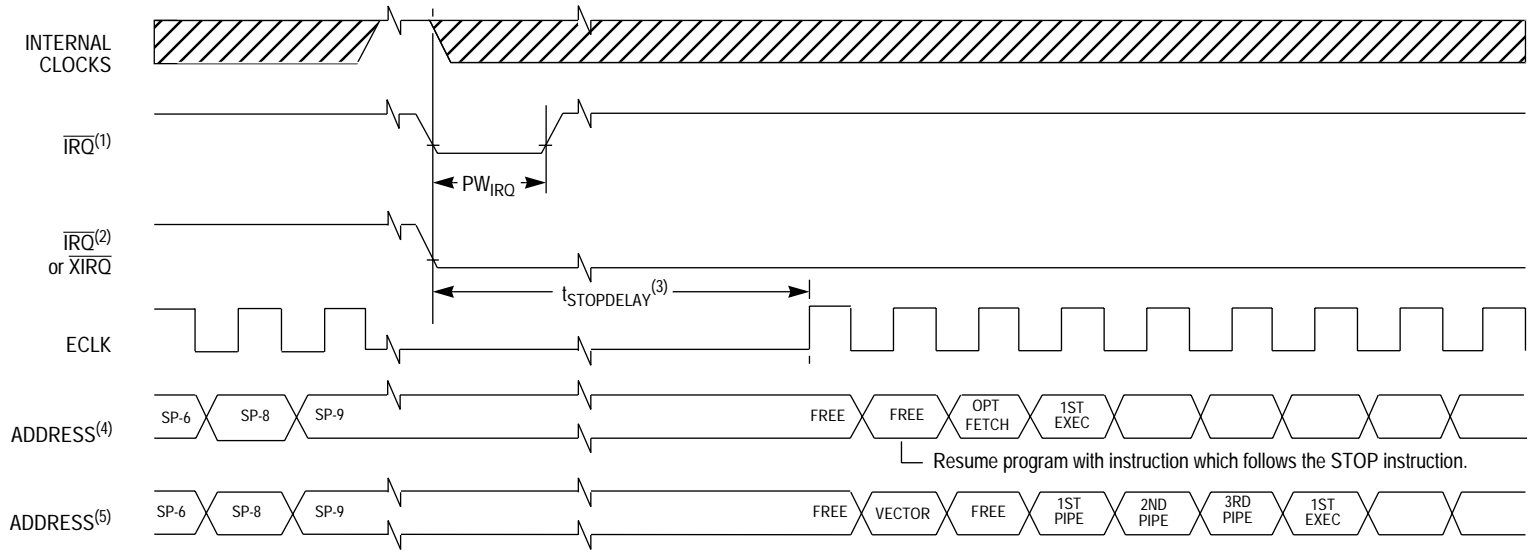 INTERNAL
CLOCKS
IRQ(1)
PWIRQ
IRQ(2)
or XIRQ
tSTOPDELAY(3)
ECLK
ADDRESS(4)
SP-6 SP-8 SP-9 FREE FREE OPT FETCH 1ST EXEC
Resume program with instruction which follows the STOP instruction.
ADDRESS(5)
SP-6 SP-8 SP-9 FREE VECTOR FREE 1ST PIPE 2ND PIPE 3RD PIPE 1ST EXEC